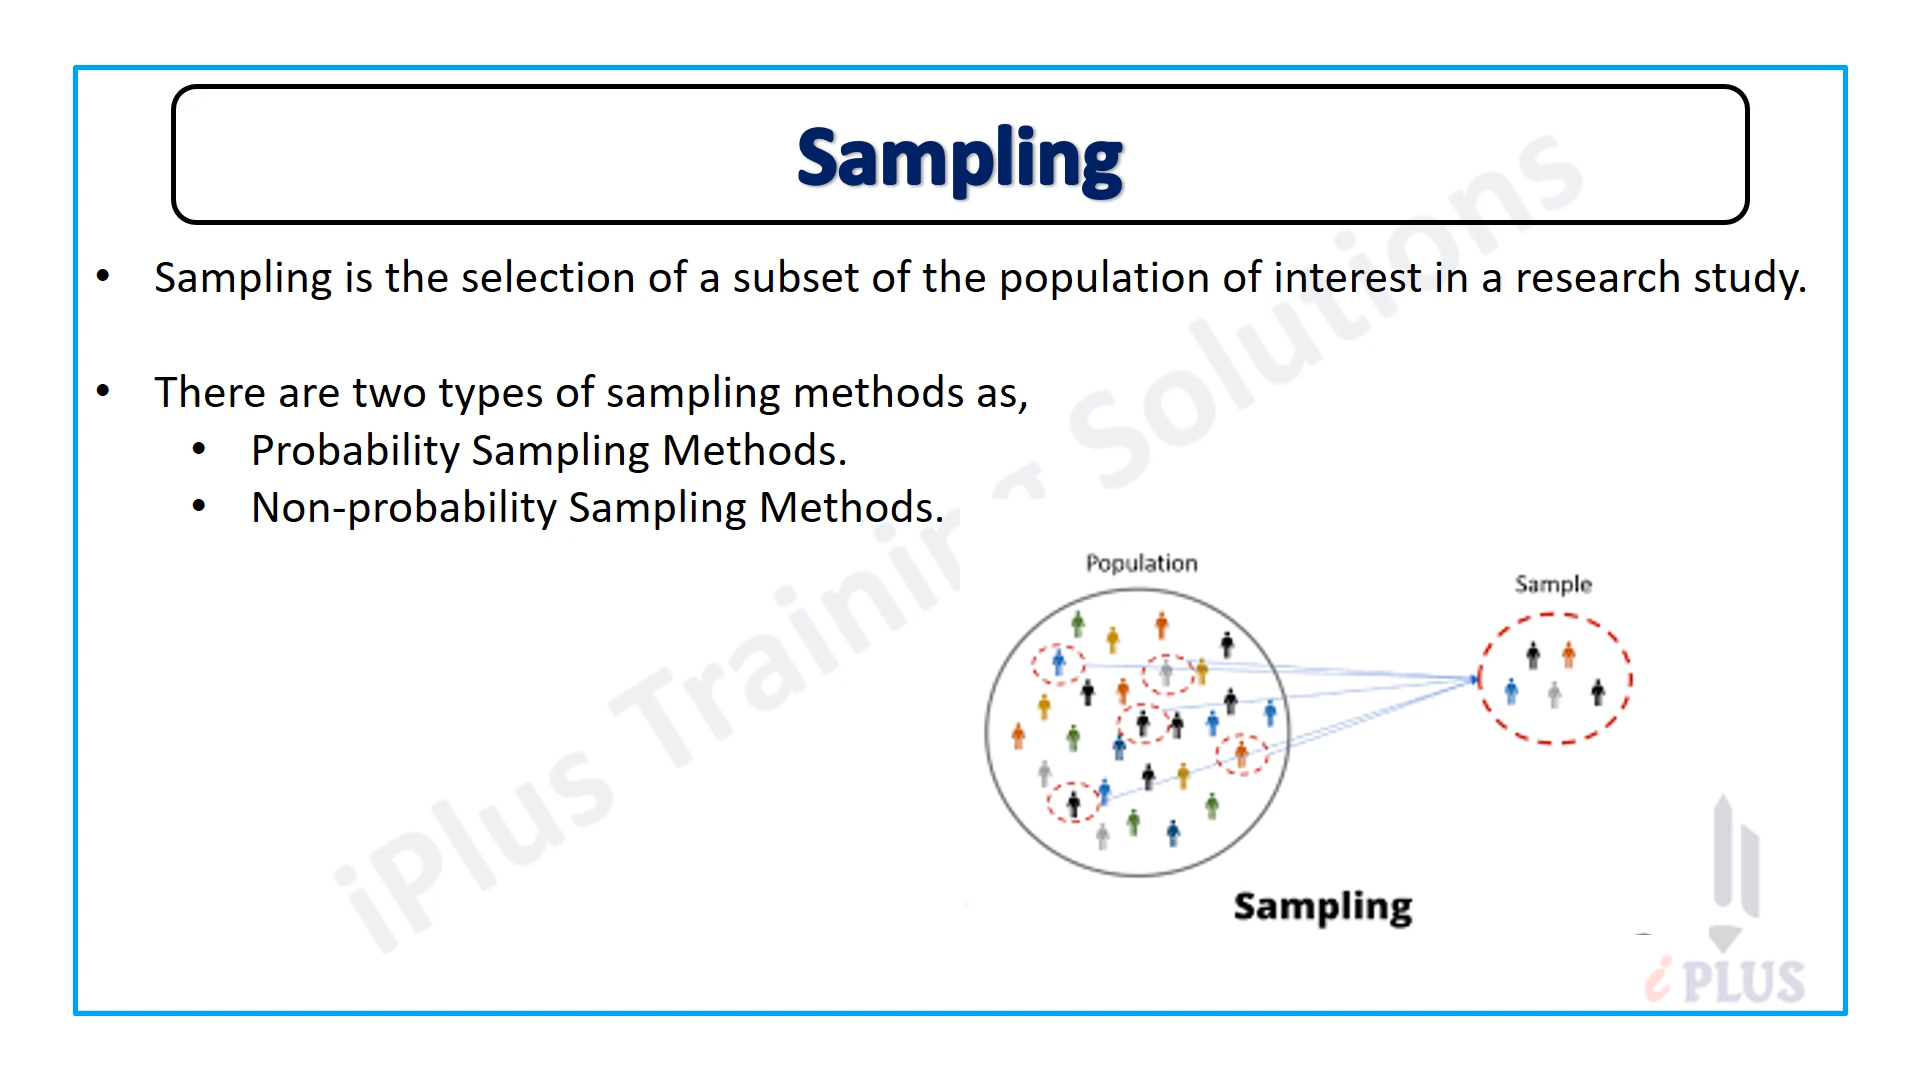 Sampling
• Sampling is the selection of a subset of the population of interest in a research study.
• There are two types of sampling methods as,
• Probability Sampling Methods.
• Non-probability Sampling Methods.
Population
Sample
Sampling
iPlus Training Solutions
i PLUS